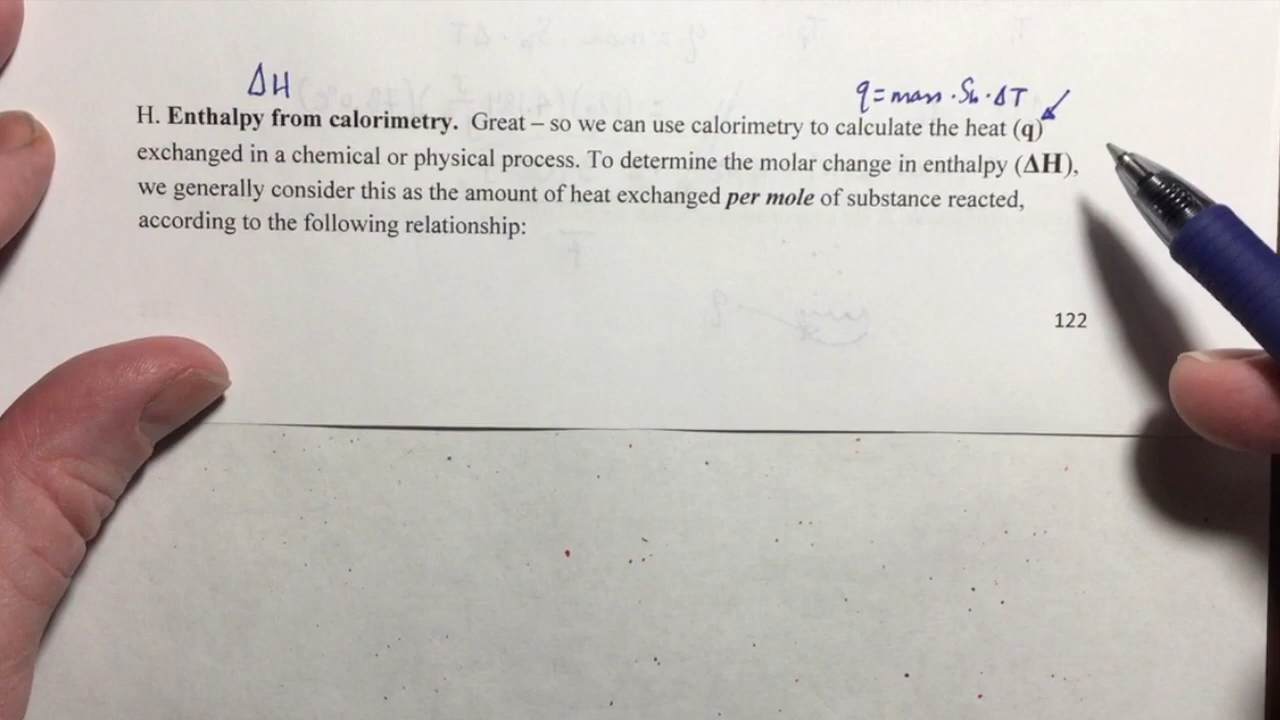 ΔH
q = mass · Sh · ΔT
H. Enthalpy from calorimetry. Great – so we can use calorimetry to calculate the heat (q)
exchanged in a chemical or physical process. To determine the molar change in enthalpy (ΔH),
we generally consider this as the amount of heat exchanged per mole of substance reacted,
according to the following relationship:
122